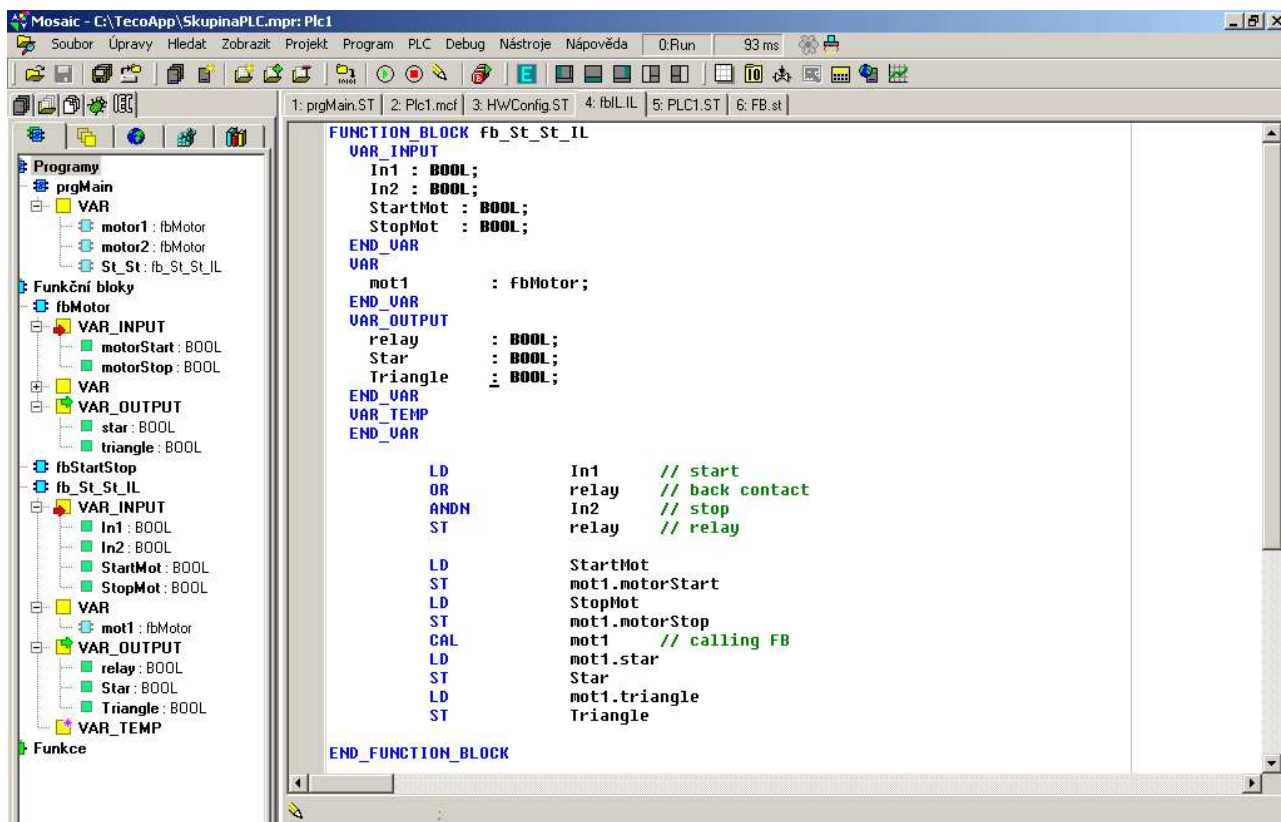 Mosaic - C:\TecoApp\SkupinaPLC.mpr: Plc1
Soubor Úpravy Hledat Zobrazit Projekt Program PLC Debug Nástroje Nápověda 0:Run 93 ms
1: prgMain.ST 2: Plc1.mcf 3: HWConfig.ST 4: fbIL.IL 5: PLC1.ST 6: FB.st
Programy
prgMain
VAR
motor1 : fbMotor
motor2 : fbMotor
St_St : fb_St_St_IL
Funkční bloky
fbMotor
VAR_INPUT
motorStart : BOOL
motorStop : BOOL
VAR
VAR_OUTPUT
star : BOOL
triangle : BOOL
fbStartStop
fb_St_St_IL
VAR_INPUT
In1 : BOOL
In2 : BOOL
StartMot : BOOL
StopMot : BOOL
VAR
mot1 : fbMotor
VAR_OUTPUT
relay : BOOL
Star : BOOL
Triangle : BOOL
VAR_TEMP
Funkce
FUNCTION_BLOCK fb_St_St_IL
VAR_INPUT
In1 : BOOL;
In2 : BOOL;
StartMot : BOOL;
StopMot : BOOL;
END_VAR
VAR
mot1 : fbMotor;
END_VAR
VAR_OUTPUT
relay : BOOL;
Star : BOOL;
Triangle : BOOL;
END_VAR
VAR_TEMP
END_VAR
LD In1 // start
OR relay // back contact
ANDN In2 // stop
ST relay // relay
LD StartMot
ST mot1.motorStart
LD StopMot
ST mot1.motorStop
CAL mot1 // calling FB
LD mot1.star
ST Star
LD mot1.triangle
ST Triangle
END_FUNCTION_BLOCK